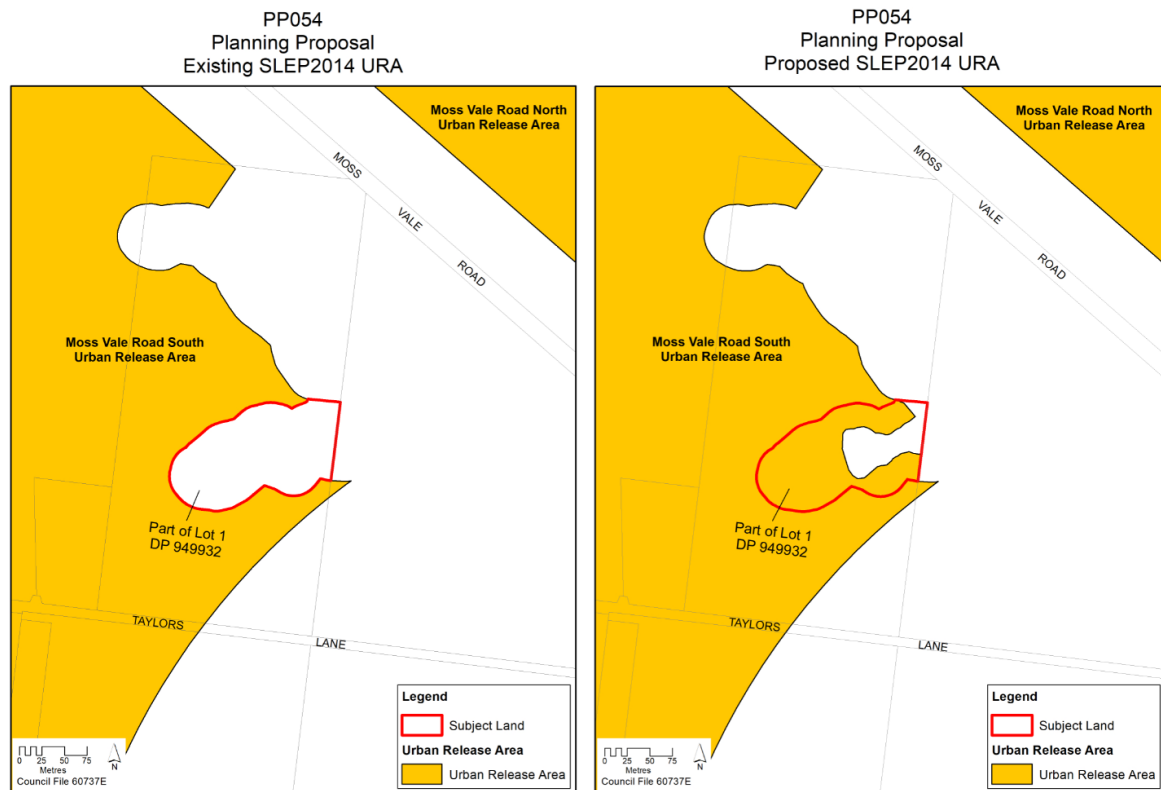 PP054
Planning Proposal
Existing SLEP2014 URA
Moss Vale Road North
Urban Release Area
MOSS
VALE
ROAD
Moss Vale Road South
Urban Release Area
Part of Lot 1
DP 949932
TAYLORS
LANE
Legend
Subject Land
Urban Release Area
Urban Release Area
0 25 50 75
Metres
N
Council File 60737E
PP054
Planning Proposal
Proposed SLEP2014 URA
Moss Vale Road North
Urban Release Area
MOSS
VALE
ROAD
Moss Vale Road South
Urban Release Area
Part of Lot 1
DP 949932
TAYLORS
LANE
Legend
Subject Land
Urban Release Area
Urban Release Area
0 25 50 75
Metres
N
Council File 60737E